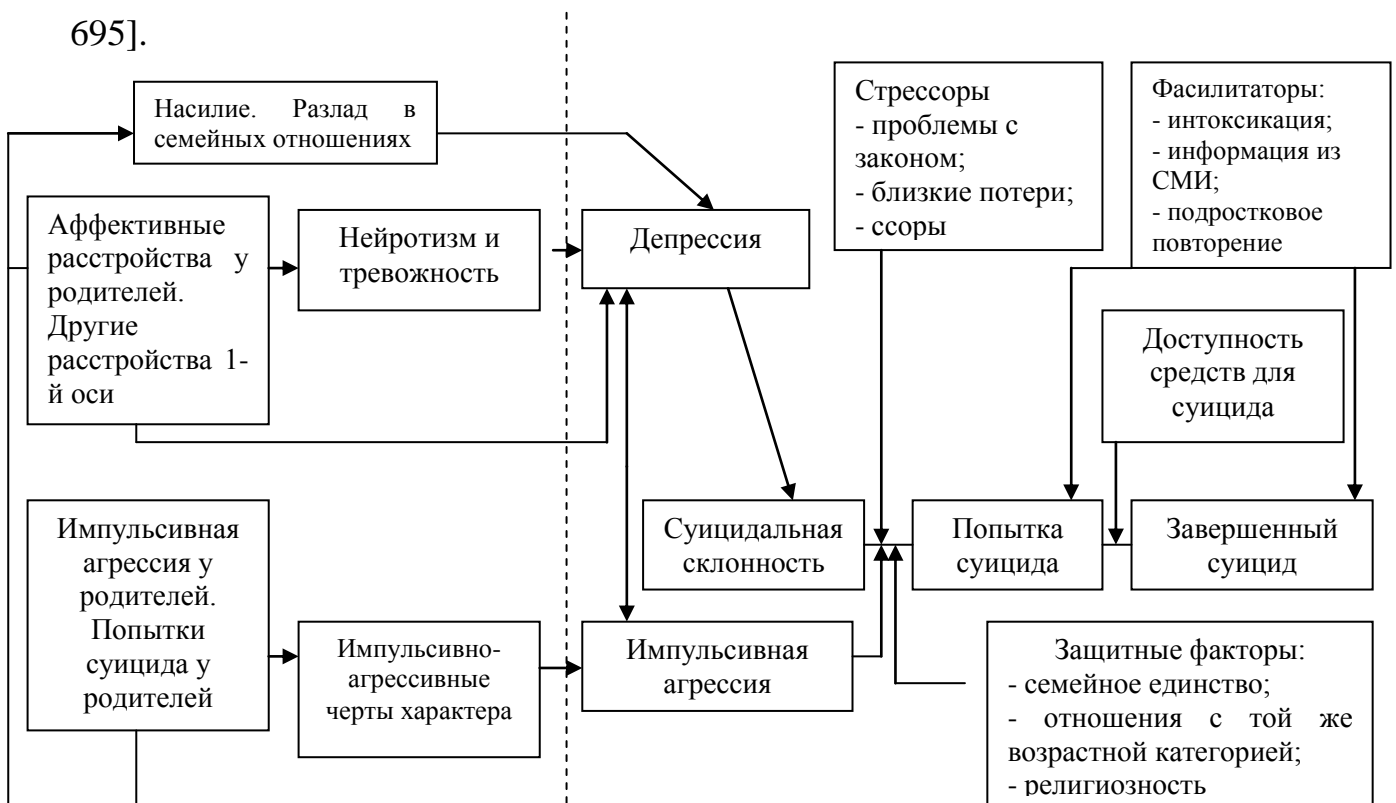 695].
Насилие. Разлад в
семейных отношениях
Стрессоры
- проблемы с
законом;
- близкие потери;
- ссоры
Фасилитаторы:
- интоксикация;
- информация из
СМИ;
- подростковое
повторение
Аффективные
расстройства у
родителей.
Другие
расстройства 1-
й оси
Нейротизм и
тревожность
Депрессия
Доступность
средств для
суицида
Импульсивная
агрессия у
родителей.
Попытки
суицида у
родителей
Суицидальная
склонность
Попытка
суицида
Завершенный
суицид
Импульсивно-
агрессивные
черты характера
Импульсивная
агрессия
Защитные факторы:
- семейное единство;
- отношения с той же
возрастной категорией;
- религиозность